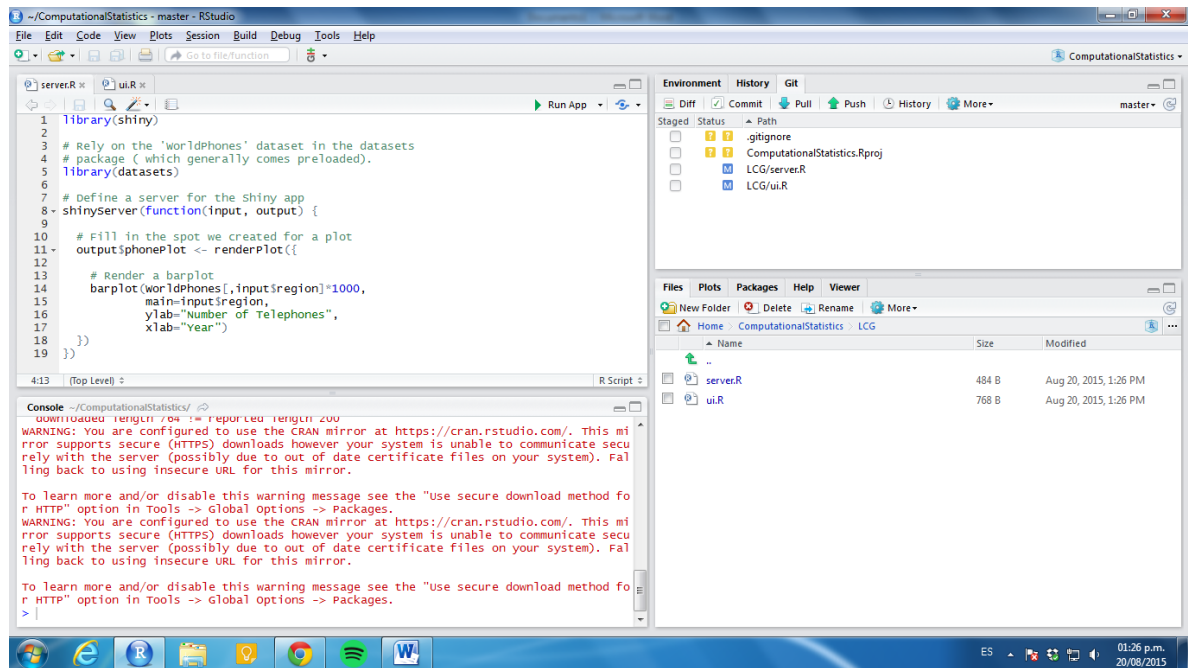 ~/ComputationalStatistics - master - RStudio
File Edit Code View Plots Session Build Debug Tools Help
Go to file/function
ComputationalStatistics
server.R
ui.R
Run App
1 library(shiny)
2
3 # Rely on the 'WorldPhones' dataset in the datasets
4 # package ( which generally comes preloaded).
5 library(datasets)
6
7 # Define a server for the Shiny app
8 shinyServer(function(input, output) {
9
10 # Fill in the spot we created for a plot
11 output$phonePlot <- renderPlot({
12
13 # Render a barplot
14 barplot(WorldPhones[,input$region]*1000,
15 main=input$region,
16 ylab="Number of Telephones",
17 xlab="Year")
18 })
19 })
4:13 (Top Level) R Script
Console ~/ComputationalStatistics/
downloaded length 764 != reported length 200
WARNING: You are configured to use the CRAN mirror at https://cran.rstudio.com/. This mi
rror supports secure (HTTPS) downloads however your system is unable to communicate secu
rely with the server (possibly due to out of date certificate files on your system). Fal
ling back to using insecure URL for this mirror.
To learn more and/or disable this warning message see the "Use secure download method fo
r HTTP" option in Tools -> Global Options -> Packages.
WARNING: You are configured to use the CRAN mirror at https://cran.rstudio.com/. This mi
rror supports secure (HTTPS) downloads however your system is unable to communicate secu
rely with the server (possibly due to out of date certificate files on your system). Fal
ling back to using insecure URL for this mirror.
To learn more and/or disable this warning message see the "Use secure download method fo
r HTTP" option in Tools -> Global Options -> Packages.
>
Environment History Git
Diff Commit Pull Push History More master
Staged Status Path
? ? .gitignore
? ? ComputationalStatistics.Rproj
M LCG/server.R
M LCG/ui.R
Files Plots Packages Help Viewer
New Folder Delete Rename More
Home ComputationalStatistics LCG
Name Size Modified
..
server.R 484 B Aug 20, 2015, 1:26 PM
ui.R 768 B Aug 20, 2015, 1:26 PM
ES
01:26 p.m.
20/08/2015